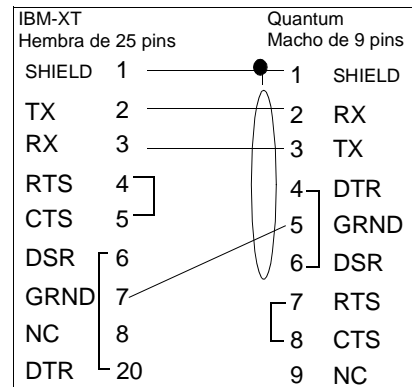 IBM-XT
Hembra de 25 pins
Quantum
Macho de 9 pins
SHIELD 1 1 SHIELD
TX 2 2 RX
RX 3 3 TX
RTS 4 4 DTR
CTS 5 5 GRND
DSR 6 6 DSR
GRND 7 7 RTS
NC 8 8 CTS
DTR 20 9 NC